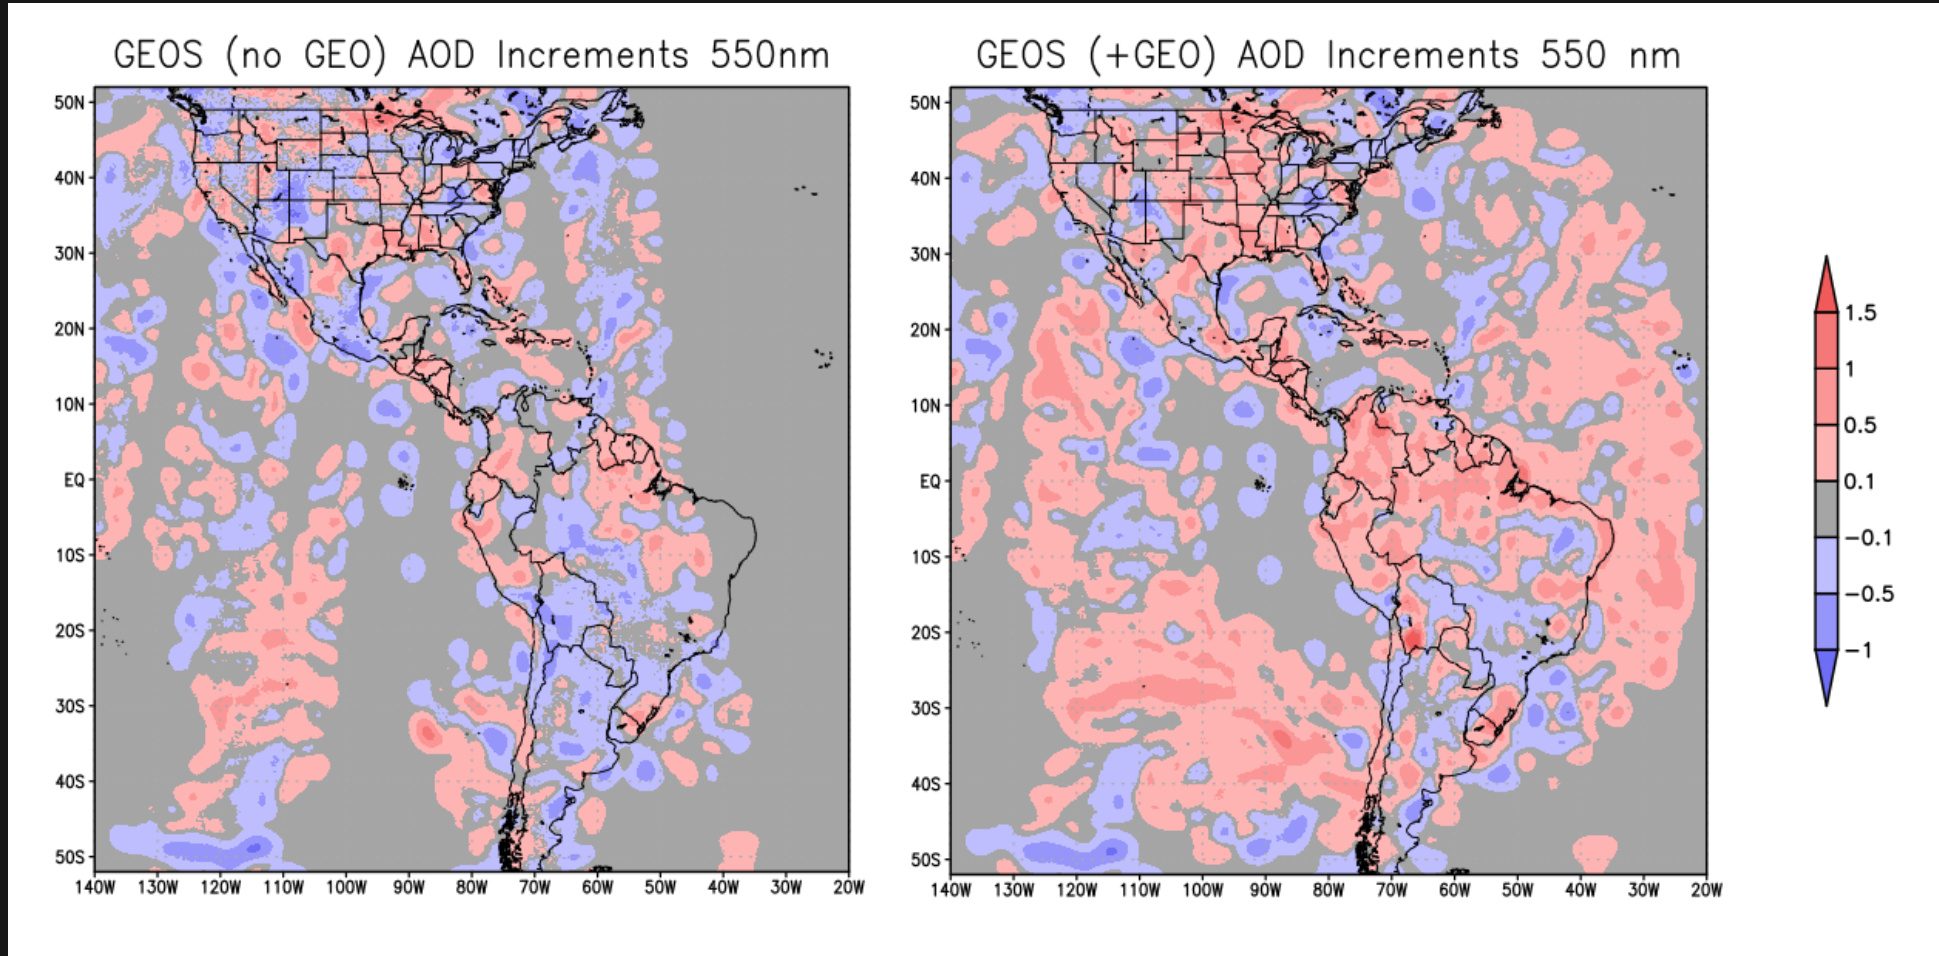 GEOS (no GEO) AOD Increments 550nm
50N
40N
30N
20N
10N
EQ
10S
20S
30S
40S
50S
140W 130W 120W 110W 100W 90W 80W 70W 60W 50W 40W 30W 20W
GEOS (+GEO) AOD Increments 550 nm
50N
40N
30N
20N
10N
EQ
10S
20S
30S
40S
50S
140W 130W 120W 110W 100W 90W 80W 70W 60W 50W 40W 30W 20W
1.5
1
0.5
0.1
−0.1
−0.5
−1